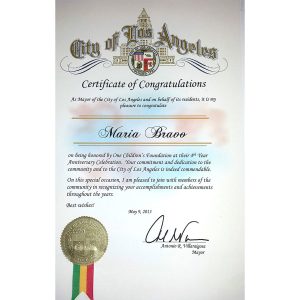 City of Los Angeles
Certificate of Congratulations
As Mayor of the City of Los Angeles and on behalf of its residents, it is my
pleasure to congratulate
Maria Bravo
on being honored by One Children's Foundation at their 4th Year
Anniversary Celebration. Your commitment and dedication to the
community and to the City of Los Angeles is indeed commendable.
On this special occasion, I am pleased to join with members of the
community in recognizing your accomplishments and achievements
throughout the years.
Best wishes!
May 9, 2013
Antonio R. Villaraigosa
Mayor